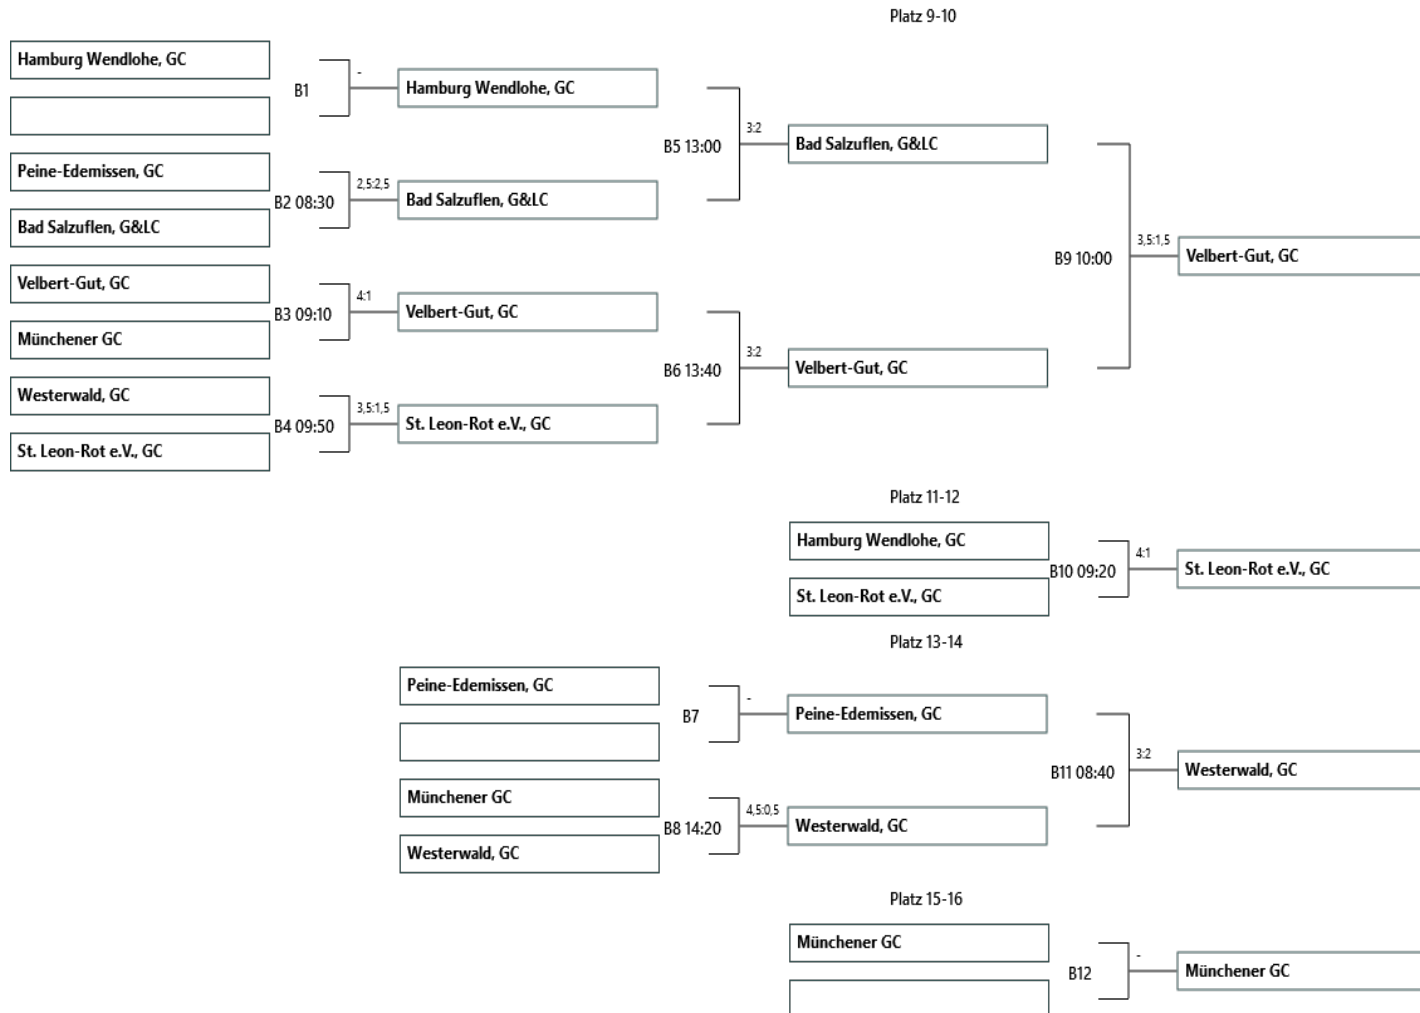 Platz 9-10
Hamburg Wendlohe, GC
B1
-
Hamburg Wendlohe, GC
Peine-Edemissen, GC
B2 08:30
2,5:2,5
Bad Salzuflen, G&LC
Bad Salzuflen, G&LC
B5 13:00
3:2
Bad Salzuflen, G&LC
Velbert-Gut, GC
B3 09:10
4:1
Velbert-Gut, GC
Münchener GC
Westerwald, GC
B4 09:50
3,5:1,5
St. Leon-Rot e.V., GC
St. Leon-Rot e.V., GC
B6 13:40
3:2
Velbert-Gut, GC
B9 10:00
3,5:1,5
Velbert-Gut, GC
Platz 11-12
Hamburg Wendlohe, GC
B10 09:20
4:1
St. Leon-Rot e.V., GC
St. Leon-Rot e.V., GC
Platz 13-14
Peine-Edemissen, GC
B7
-
Peine-Edemissen, GC
Münchener GC
B8 14:20
4,5:0,5
Westerwald, GC
Westerwald, GC
B11 08:40
3:2
Westerwald, GC
Platz 15-16
Münchener GC
B12
-
Münchener GC